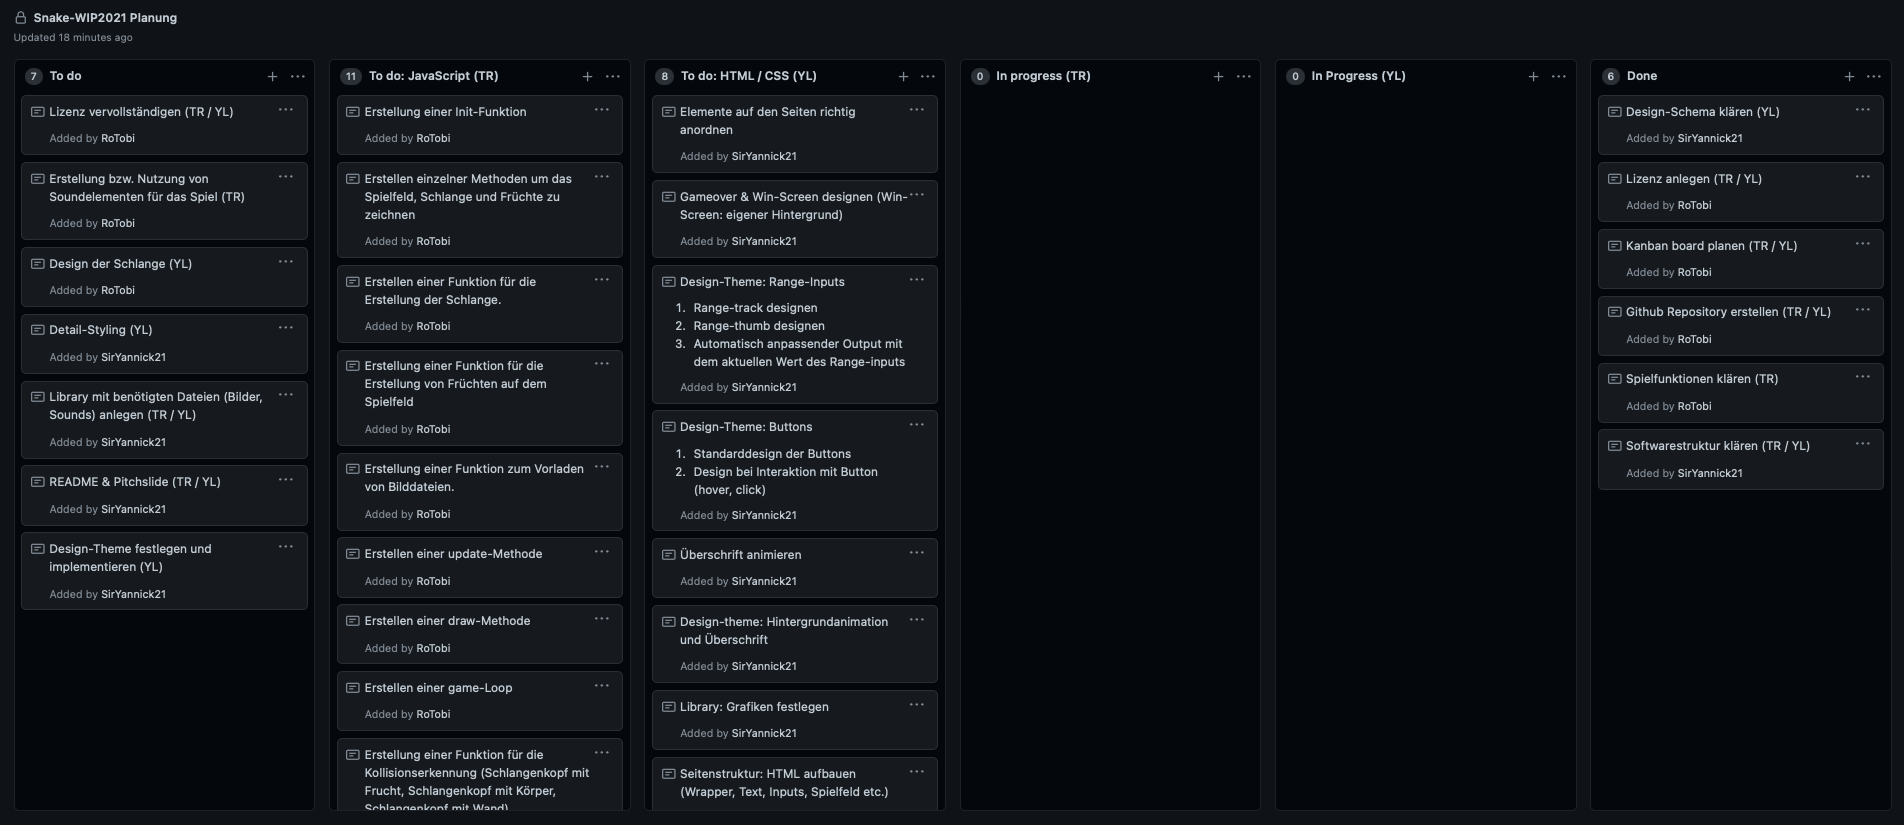 Snake-WIP2021 Planung
Updated 18 minutes ago
7 To do
Lizenz vervollständigen (TR / YL)
Added by RoTobi
Erstellung bzw. Nutzung von
Soundelementen für das Spiel (TR)
Added by RoTobi
Design der Schlange (YL)
Added by RoTobi
Detail-Styling (YL)
Added by SirYannick21
Library mit benötigten Dateien (Bilder,
Sounds) anlegen (TR / YL)
Added by SirYannick21
README & Pitchslide (TR / YL)
Added by SirYannick21
Design-Theme festlegen und
implementieren (YL)
Added by SirYannick21
11 To do: JavaScript (TR)
Erstellung einer Init-Funktion
Added by RoTobi
Erstellen einzelner Methoden um das
Spielfeld, Schlange und Früchte zu
zeichnen
Added by RoTobi
Erstellen einer Funktion für die
Erstellung der Schlange.
Added by RoTobi
Erstellung einer Funktion für die
Erstellung von Früchten auf dem
Spielfeld
Added by RoTobi
Erstellung einer Funktion zum Vorladen
von Bilddateien.
Added by RoTobi
Erstellen einer update-Methode
Added by RoTobi
Erstellen einer draw-Methode
Added by RoTobi
Erstellen einer game-Loop
Added by RoTobi
Erstellung einer Funktion für die
Kollisionserkennung (Schlangenkopf mit
Frucht, Schlangenkopf mit Körper,
Schlangenkopf mit Wand)
8 To do: HTML / CSS (YL)
Elemente auf den Seiten richtig
anordnen
Added by SirYannick21
Gameover & Win-Screen designen (Win-
Screen: eigener Hintergrund)
Added by SirYannick21
Design-Theme: Range-Inputs
1. Range-track designen
2. Range-thumb designen
3. Automatisch anpassender Output mit
dem aktuellen Wert des Range-inputs
Added by SirYannick21
Design-Theme: Buttons
1. Standarddesign der Buttons
2. Design bei Interaktion mit Button
(hover, click)
Added by SirYannick21
Überschrift animieren
Added by SirYannick21
Design-theme: Hintergrundanimation
und Überschrift
Added by SirYannick21
Library: Grafiken festlegen
Added by SirYannick21
Seitenstruktur: HTML aufbauen
(Wrapper, Text, Inputs, Spielfeld etc.)
0 In progress (TR)
0 In Progress (YL)
6 Done
Design-Schema klären (YL)
Added by SirYannick21
Lizenz anlegen (TR / YL)
Added by RoTobi
Kanban board planen (TR / YL)
Added by RoTobi
Github Repository erstellen (TR / YL)
Added by RoTobi
Spielfunktionen klären (TR)
Added by RoTobi
Softwarestruktur klären (TR / YL)
Added by SirYannick21